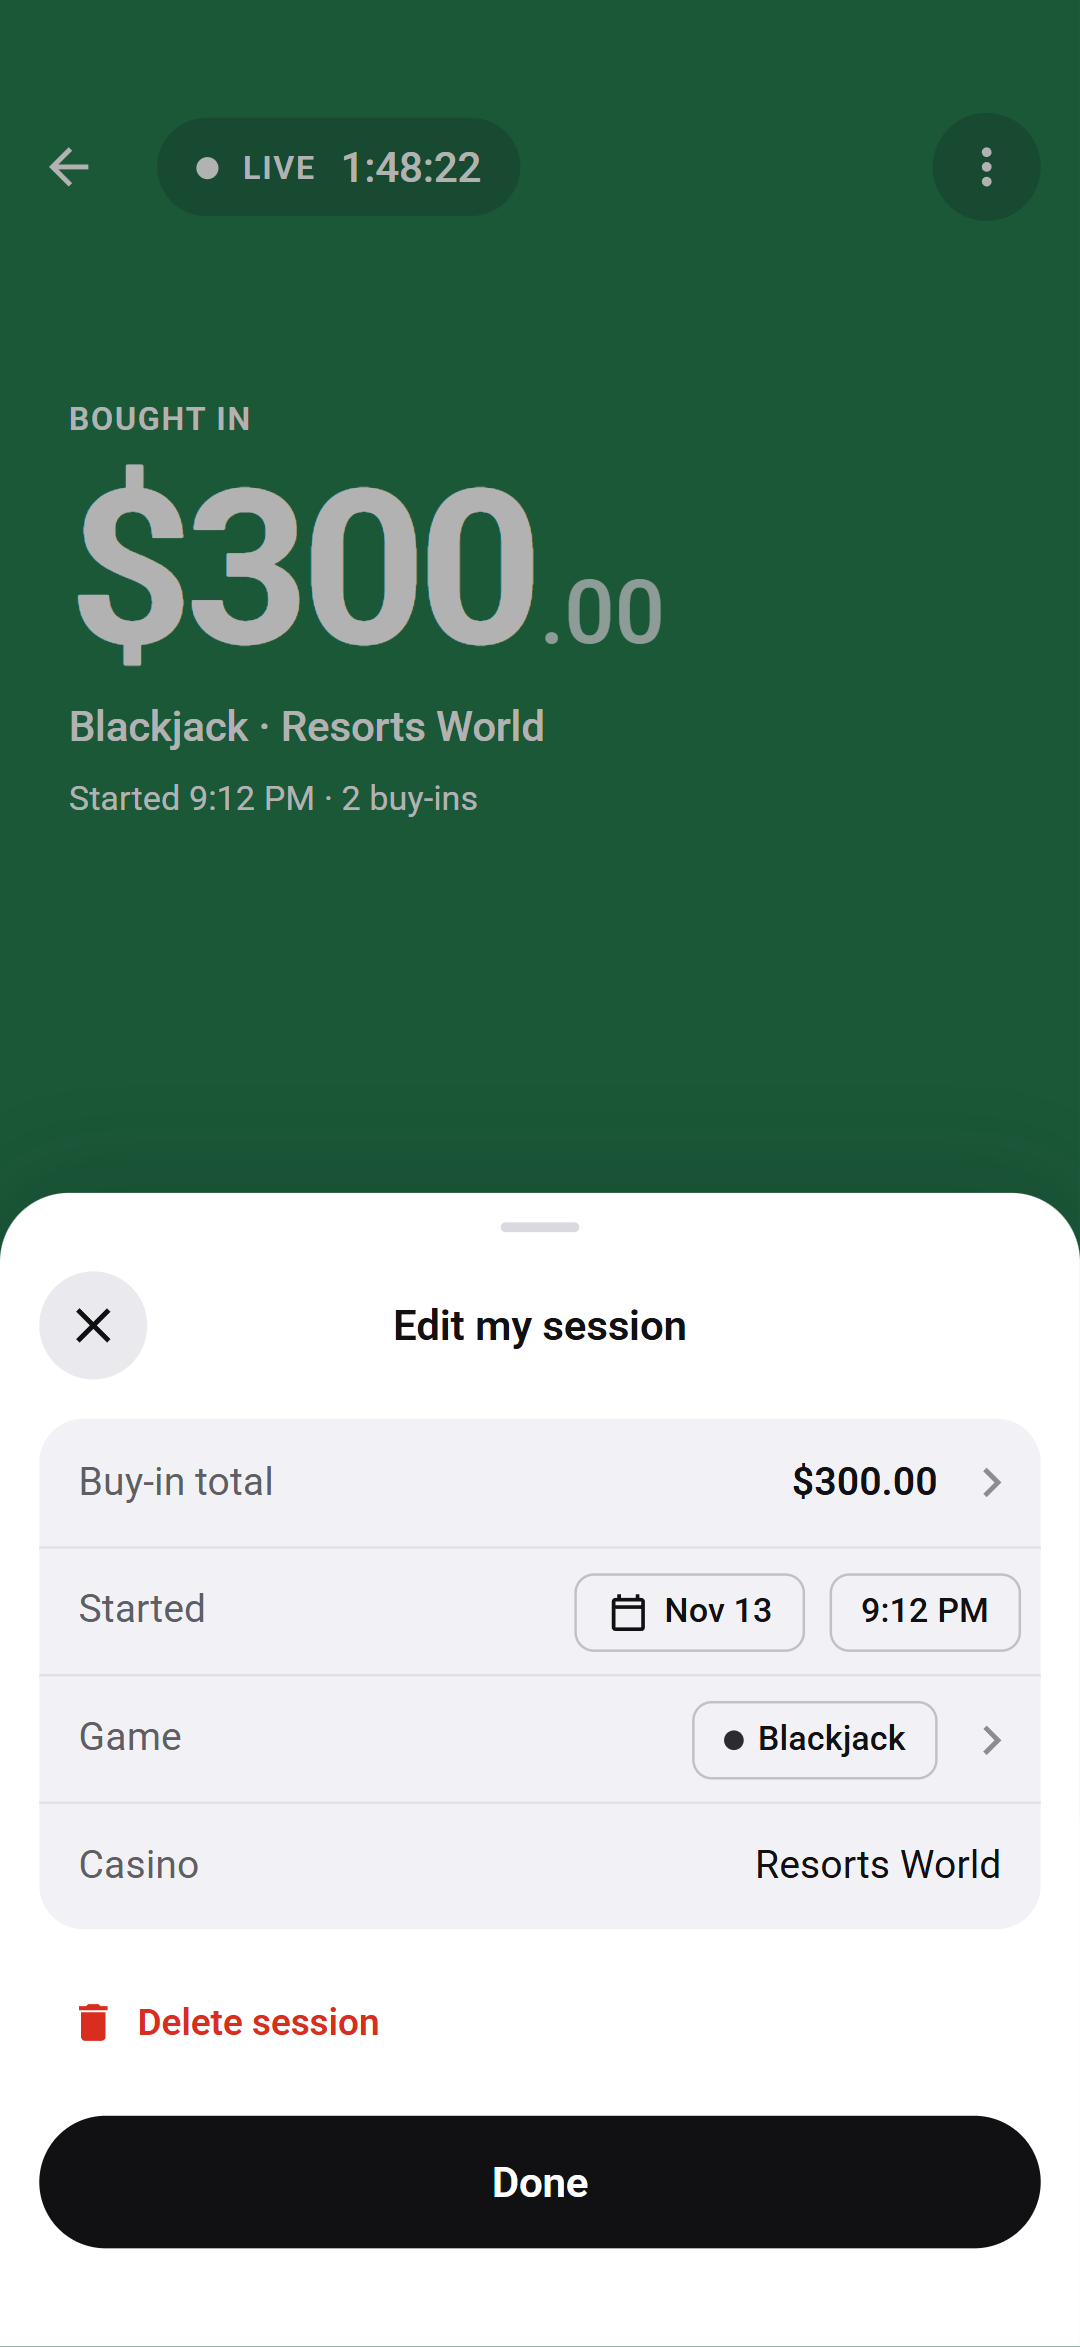 LIVE 1:48:22
BOUGHT IN
$300.00
Blackjack · Resorts World
Started 9:12 PM · 2 buy-ins
Edit my session
Buy-in total $300.00
Started Nov 13 9:12 PM
Game Blackjack
Casino Resorts World
Delete session
Done